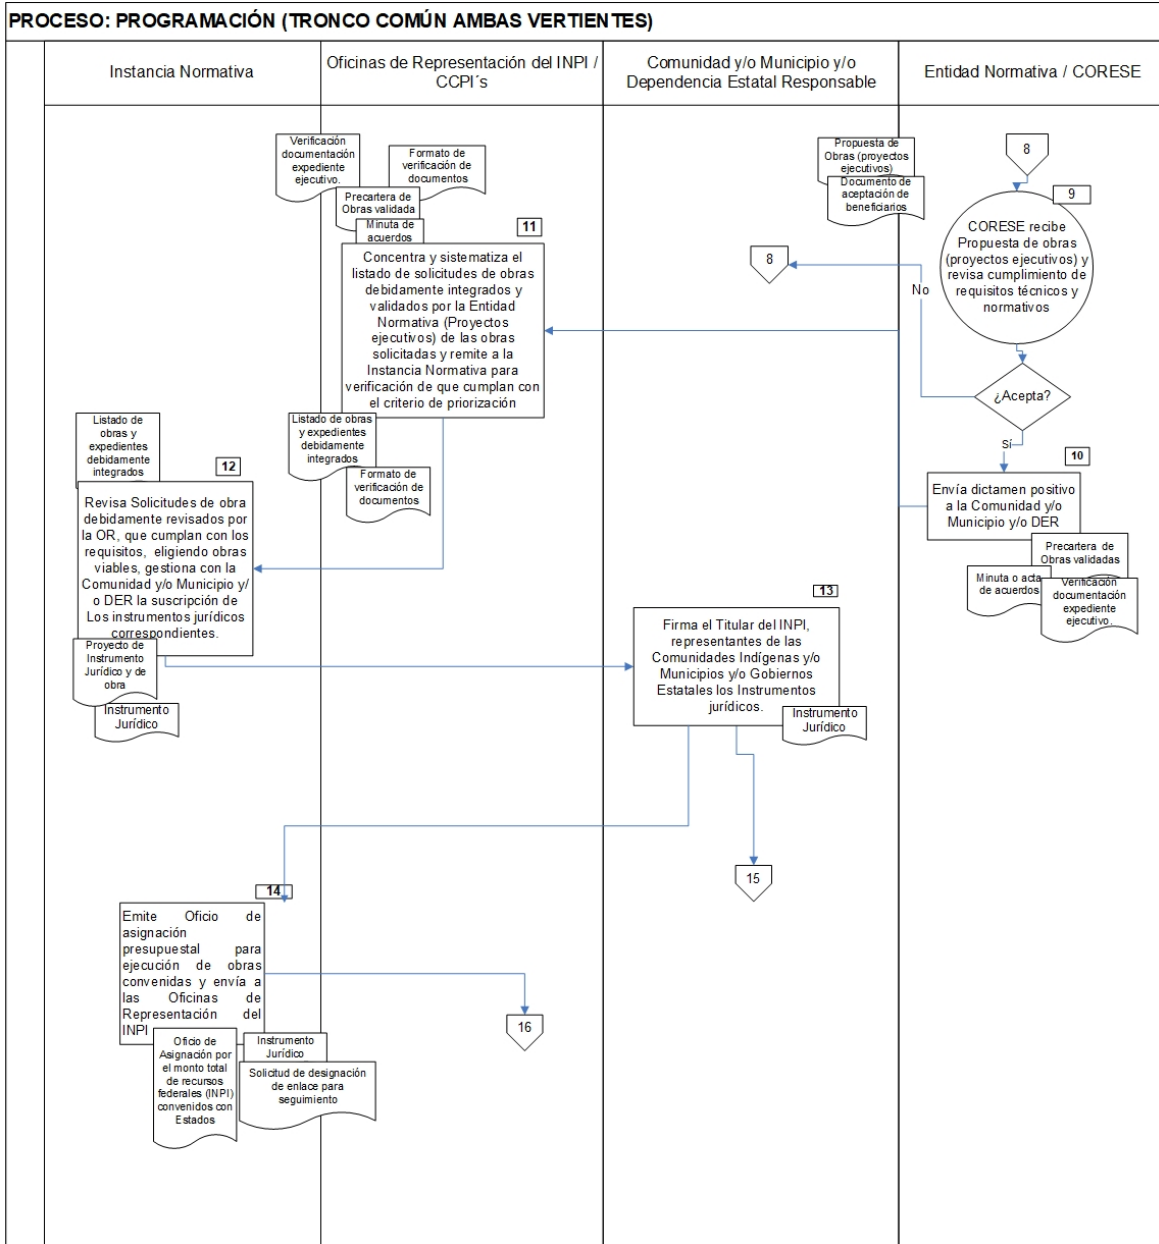 PROCESO: PROGRAMACIÓN (TRONCO COMÚN AMBAS VERTIENTES)
Instancia Normativa
Oficinas de Representación del INPI /
CCPI´s
Comunidad y/o Municipio y/o
Dependencia Estatal Responsable
Entidad Normativa / CORESE
8
9
CORESE recibe
Propuesta de obras
(proyectos ejecutivos) y
revisa cumplimiento de
requisitos técnicos y
normativos
Propuesta de
Obras (proyectos
ejecutivos)
Documento de
aceptación de
beneficiarios
8
No
¿Acepta?
Sí
10
Envía dictamen positivo
a la Comunidad y/o
Municipio y/o DER
Precartera de
Obras validadas
Minuta o acta
de acuerdos
Verificación
documentación
expediente
ejecutivo.
Verificación
documentación
expediente
ejecutivo.
Formato de
verificación de
documentos
Precartera de
Obras validada
Minuta de
acuerdos
11
Concentra y sistematiza el
listado de solicitudes de obras
debidamente integrados y
validados por la Entidad
Normativa (Proyectos
ejecutivos) de las obras
solicitadas y remite a la
Instancia Normativa para
verificación de que cumplan con
el criterio de priorización
Listado de obras
y expedientes
debidamente
integrados
Formato de
verificación de
documentos
Listado de
obras y
expedientes
debidamente
integrados
12
Revisa Solicitudes de obra
debidamente revisados por
la OR, que cumplan con los
requisitos, eligiendo obras
viables, gestiona con la
Comunidad y/o Municipio y/
o DER la suscripción de
Los instrumentos jurídicos
correspondientes.
Proyecto de
Instrumento
Jurídico y de
obra
Instrumento
Jurídico
13
Firma el Titular del INPI,
representantes de las
Comunidades Indígenas y/o
Municipios y/o Gobiernos
Estatales los Instrumentos
jurídicos.
Instrumento
Jurídico
15
14
Emite Oficio de
asignación
presupuestal para
ejecución de obras
convenidas y envía a
las Oficinas de
Representación del
INPI
Oficio de
Asignación por
el monto total
de recursos
federales (INPI)
convenidos con
Estados
Instrumento
Jurídico
Solicitud de designación
de enlace para
seguimiento
16